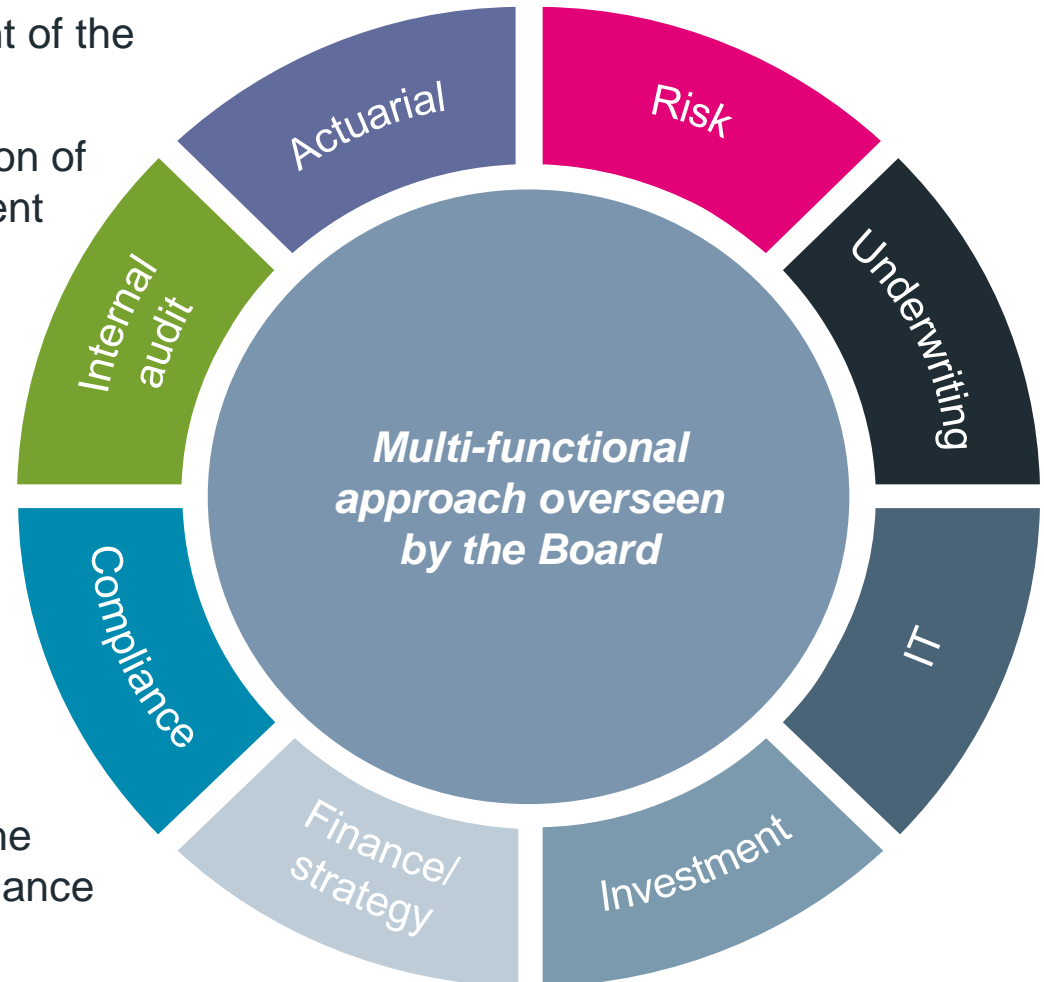 nt of the
on of
ent
ne
ance
Actuarial
Risk
Underwriting
IT
Investment
Finance/
strategy
Compliance
Internal
audit
Multi-functional
approach overseen
by the Board